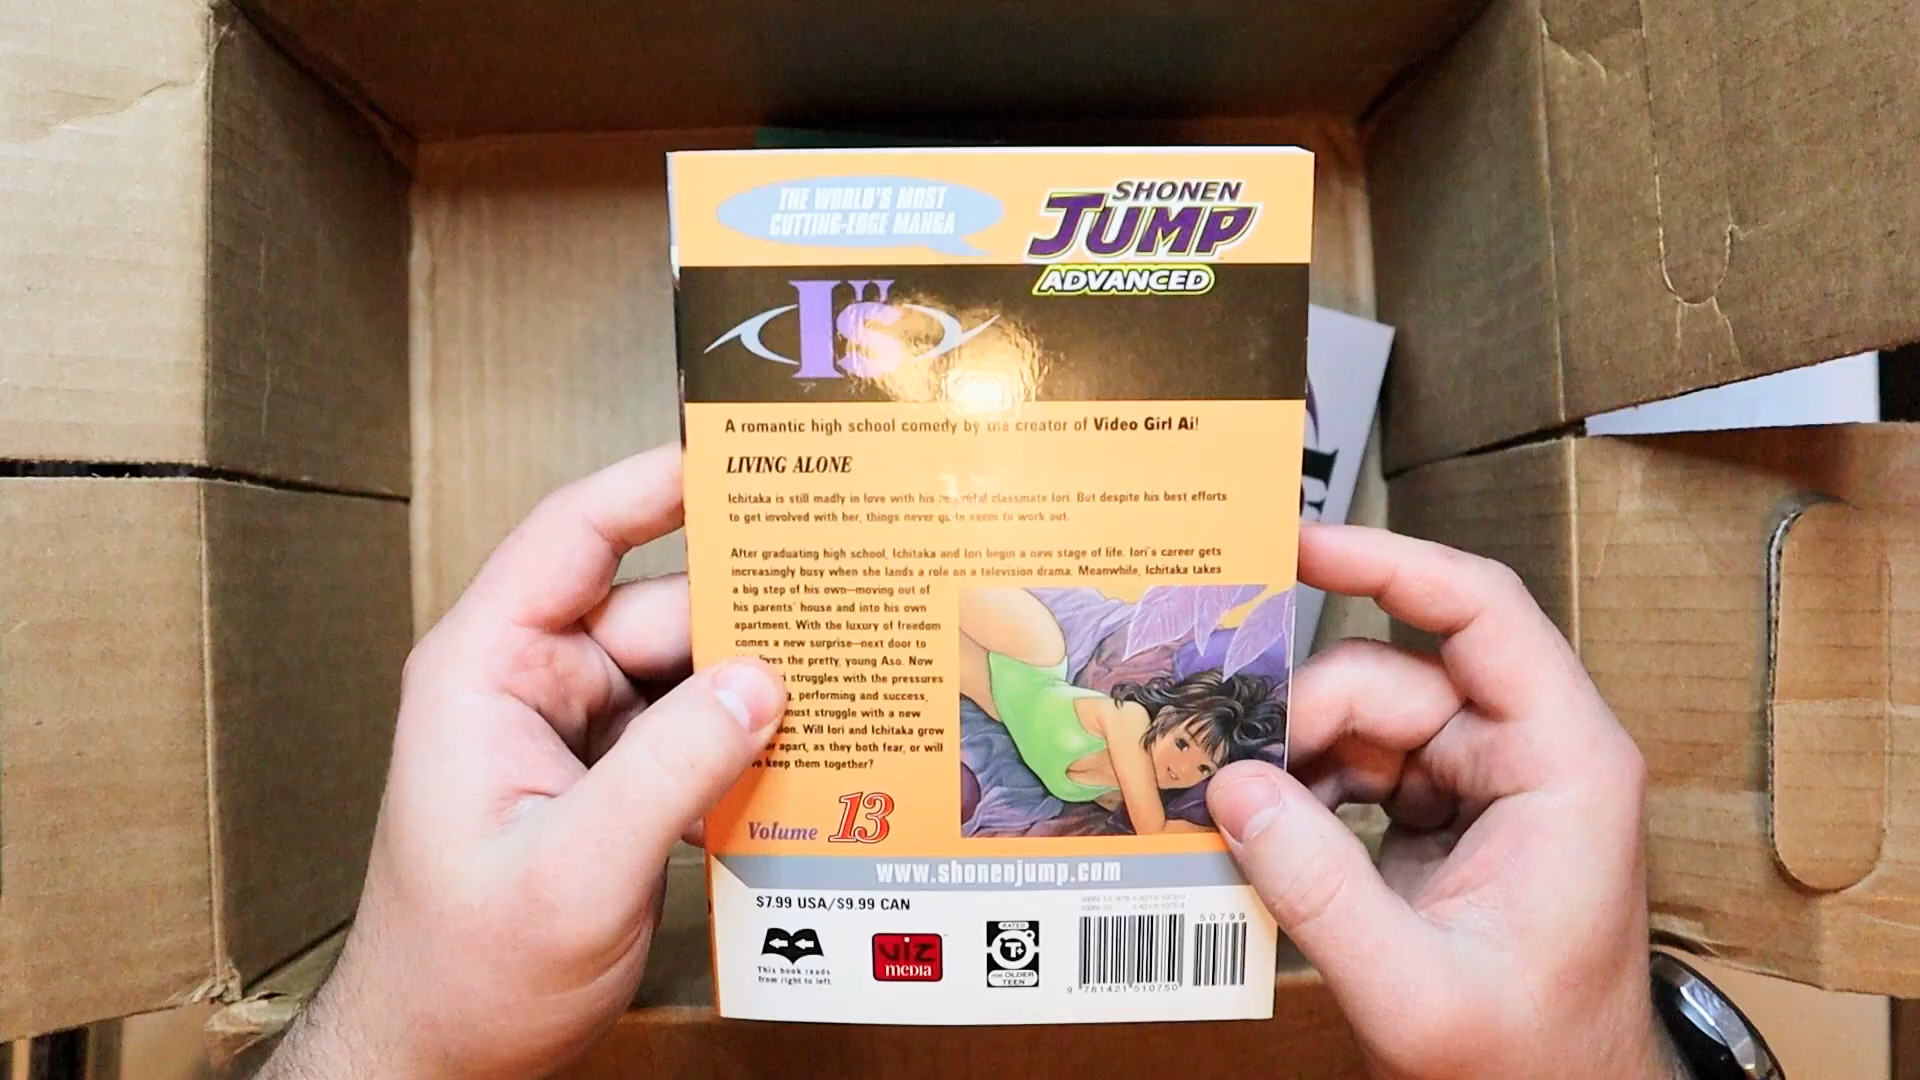 THE WORLD'S MOST
CUTTING-EDGE MANGA
SHONEN
JUMP
ADVANCED
I"s
A romantic high school comedy by the creator of Video Girl Ai!
LIVING ALONE
Ichitaka is still madly in love with his classmate Iori. But despite his best efforts
to get involved with her, things never quite seem to work out.
After graduating high school, Ichitaka and Iori begin a new stage of life. Iori's career gets
increasingly busy when she lands a role on a television drama. Meanwhile, Ichitaka takes
a big step of his own—moving out of
his parents' house and into his own
apartment. With the luxury of freedom
comes a new surprise—next door to
lives the pretty, young Aso. Now
struggles with the pressures
performing and success,
must struggle with a new
Will Iori and Ichitaka grow
apart, as they both fear, or will
keep them together?
Volume 13
www.shonenjump.com
$7.99 USA/$9.99 CAN
50799
This book reads
from right to left.
viz
media
RATED
T+
FOR OLDER
TEEN
9 781421 510750